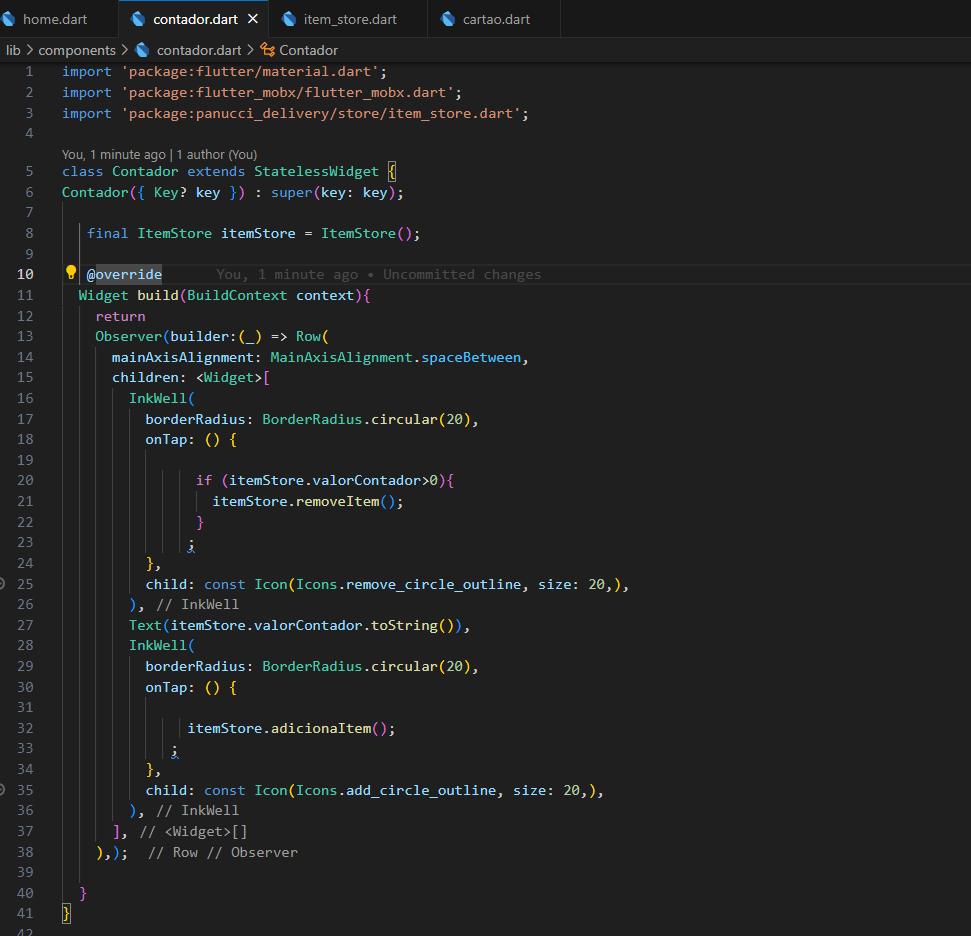 home.dart contador.dart × item_store.dart cartao.dart
lib > components > contador.dart > Contador
1 import 'package:flutter/material.dart';
2 import 'package:flutter_mobx/flutter_mobx.dart';
3 import 'package:panucci_delivery/store/item_store.dart';
4
You, 1 minute ago | 1 author (You)
5 class Contador extends StatelessWidget {
6 Contador({ Key? key }) : super(key: key);
7
8 final ItemStore itemStore = ItemStore();
9
10 @override You, 1 minute ago • Uncommitted changes
11 Widget build(BuildContext context){
12 return
13 Observer(builder:(_) => Row(
14 mainAxisAlignment: MainAxisAlignment.spaceBetween,
15 children: <Widget>[
16 InkWell(
17 borderRadius: BorderRadius.circular(20),
18 onTap: () {
19
20 if (itemStore.valorContador>0){
21 itemStore.removeItem();
22 }
23 ;
24 },
25 child: const Icon(Icons.remove_circle_outline, size: 20,),
26 ), // InkWell
27 Text(itemStore.valorContador.toString()),
28 InkWell(
29 borderRadius: BorderRadius.circular(20),
30 onTap: () {
31
32 itemStore.adicionaItem();
33 ;
34 },
35 child: const Icon(Icons.add_circle_outline, size: 20,),
36 ), // InkWell
37 ], // <Widget>[]
38 ),); // Row // Observer
39
40 }
41 }
42